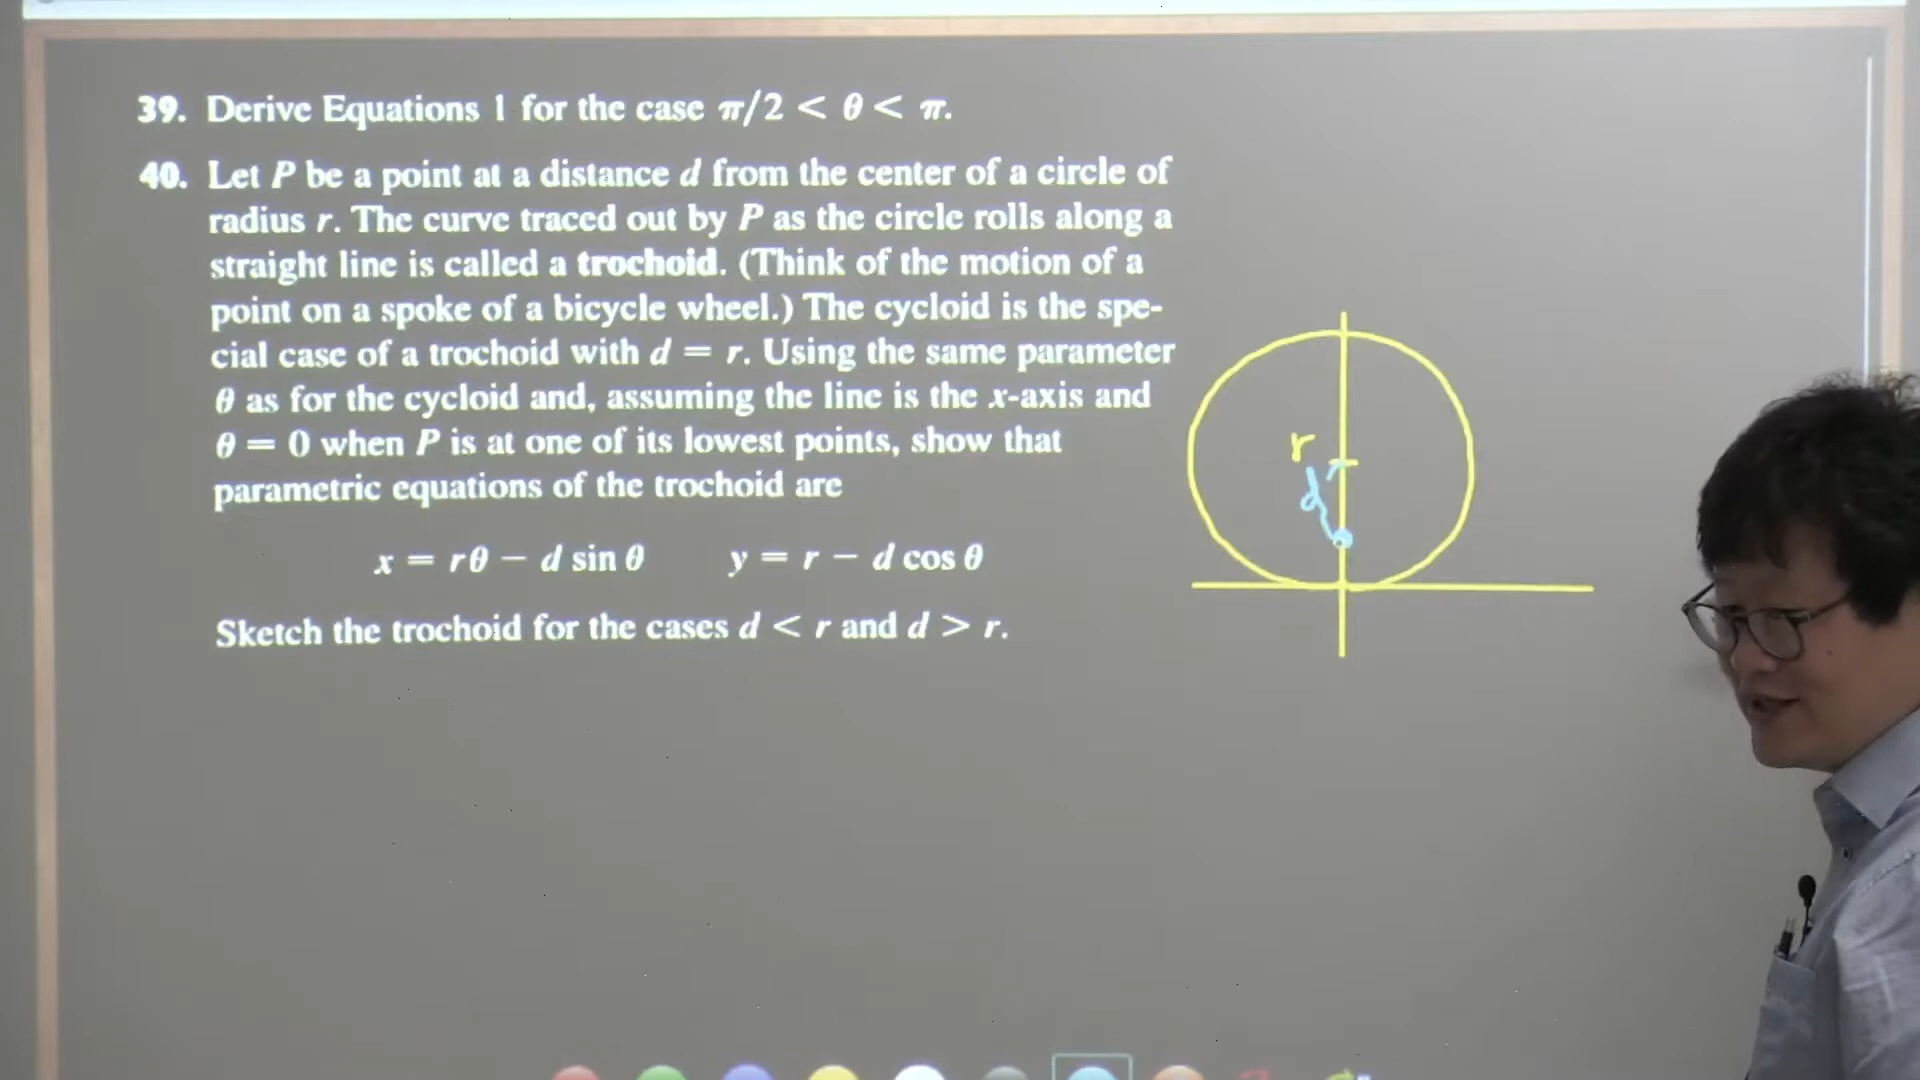 39. Derive Equations 1 for the case π/2 < θ < π.
40. Let P be a point at a distance d from the center of a circle of
radius r. The curve traced out by P as the circle rolls along a
straight line is called a trochoid. (Think of the motion of a
point on a spoke of a bicycle wheel.) The cycloid is the spe-
cial case of a trochoid with d = r. Using the same parameter
θ as for the cycloid and, assuming the line is the x-axis and
θ = 0 when P is at one of its lowest points, show that
parametric equations of the trochoid are
x = rθ − d sin θ y = r − d cos θ
Sketch the trochoid for the cases d < r and d > r.
r
d